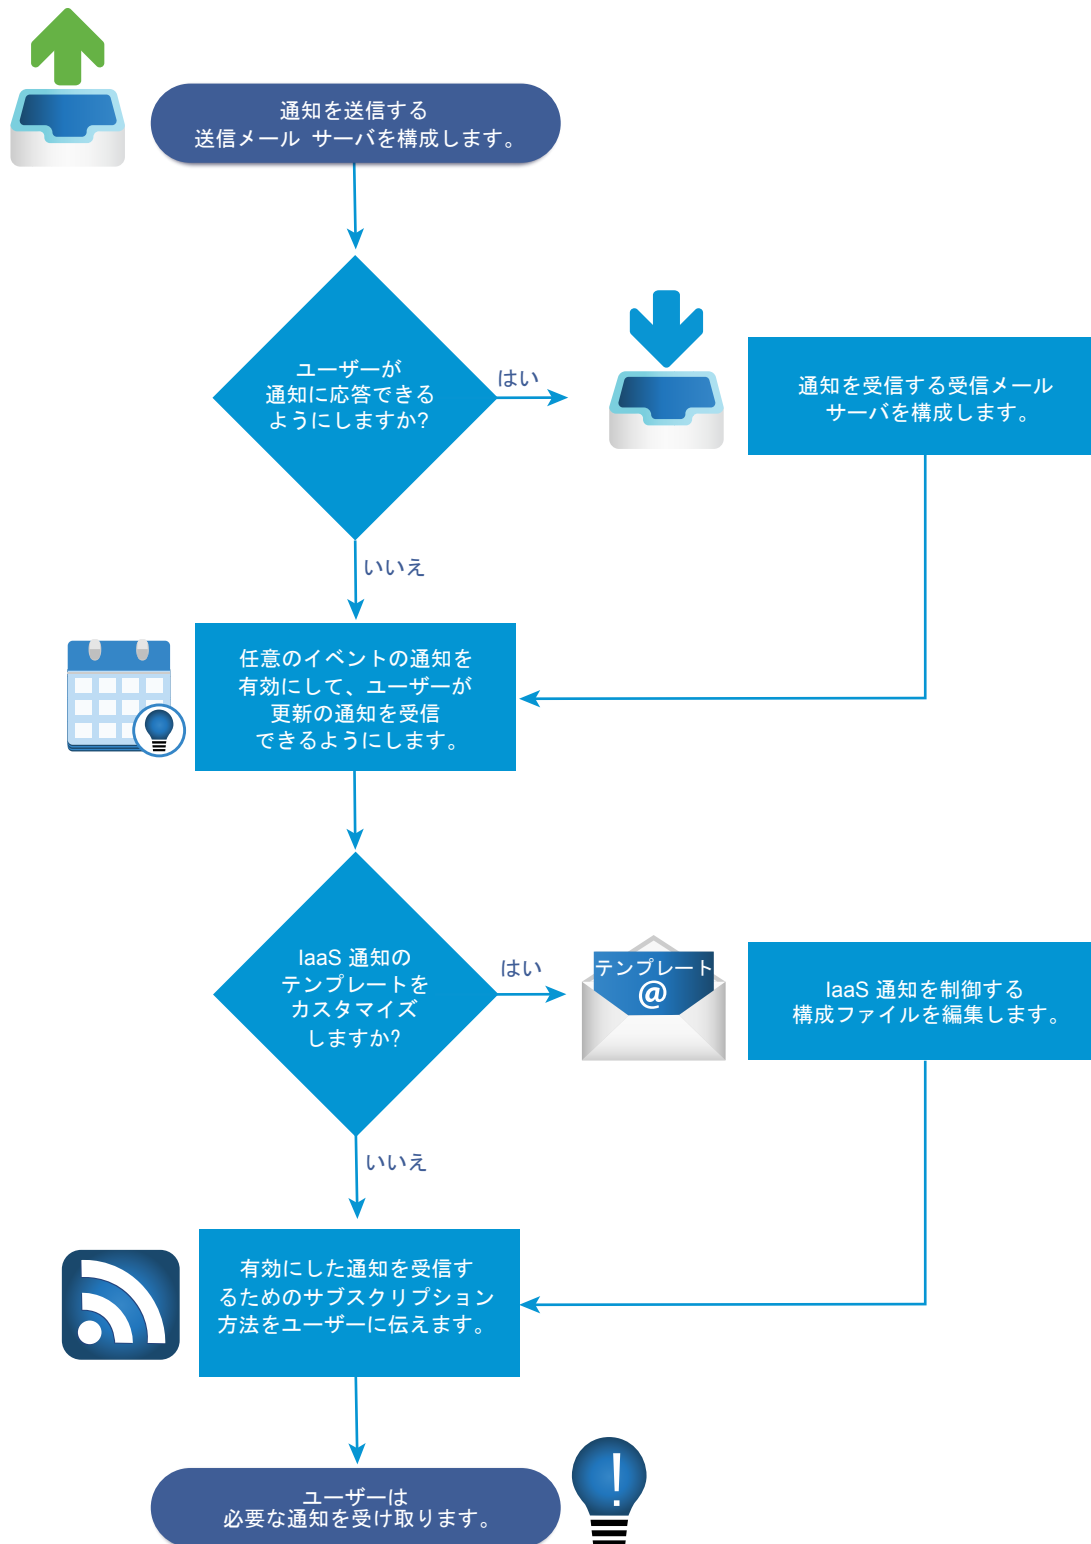 通知を送信する
送信メール サーバを構成します。
ユーザーが
通知に応答できる
ようにしますか?
はい
通知を受信する受信メール
サーバを構成します。
いいえ
任意のイベントの通知を
有効にして、ユーザーが
更新の通知を受信
できるようにします。
IaaS 通知の
テンプレートを
カスタマイズ
しますか?
はい
テンプレート
@
IaaS 通知を制御する
構成ファイルを編集します。
いいえ
有効にした通知を受信す
るためのサブスクリプション
方法をユーザーに伝えます。
ユーザーは
必要な通知を受け取ります。
!